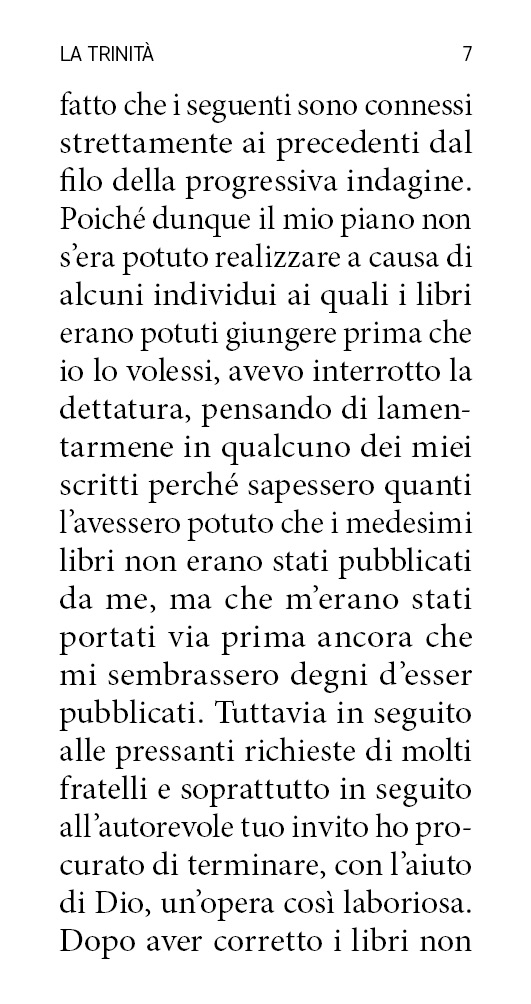 LA TRINITÀ 7
fatto che i seguenti sono connessi
strettamente ai precedenti dal
filo della progressiva indagine.
Poiché dunque il mio piano non
s’era potuto realizzare a causa di
alcuni individui ai quali i libri
erano potuti giungere prima che
io lo volessi, avevo interrotto la
dettatura, pensando di lamen-
tarmene in qualcuno dei miei
scritti perché sapessero quanti
l’avessero potuto che i medesimi
libri non erano stati pubblicati
da me, ma che m’erano stati
portati via prima ancora che
mi sembrassero degni d’esser
pubblicati. Tuttavia in seguito
alle pressanti richieste di molti
fratelli e soprattutto in seguito
all’autorevole tuo invito ho pro-
curato di terminare, con l’aiuto
di Dio, un’opera così laboriosa.
Dopo aver corretto i libri non